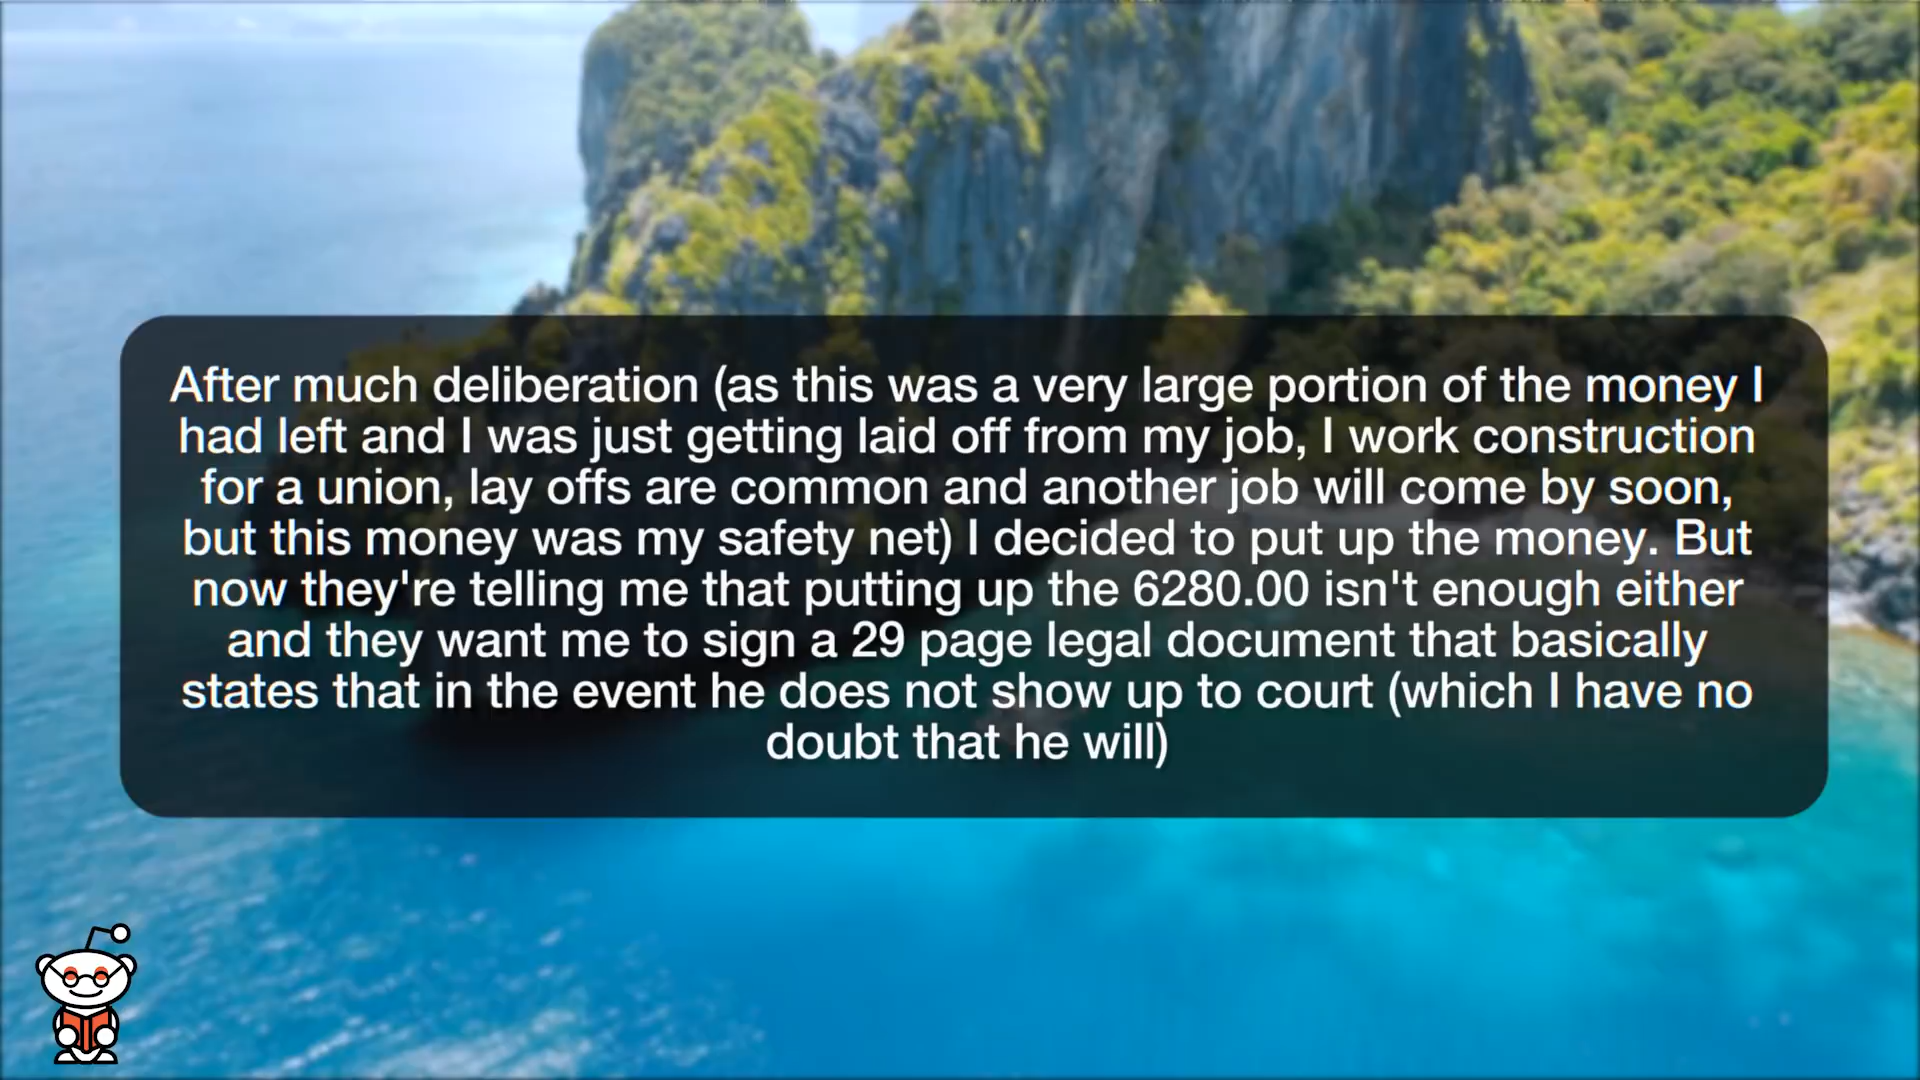 After much deliberation (as this was a very large portion of the money I
had left and I was just getting laid off from my job, I work construction
for a union, lay offs are common and another job will come by soon,
but this money was my safety net) I decided to put up the money. But
now they're telling me that putting up the 6280.00 isn't enough either
and they want me to sign a 29 page legal document that basically
states that in the event he does not show up to court (which I have no
doubt that he will)